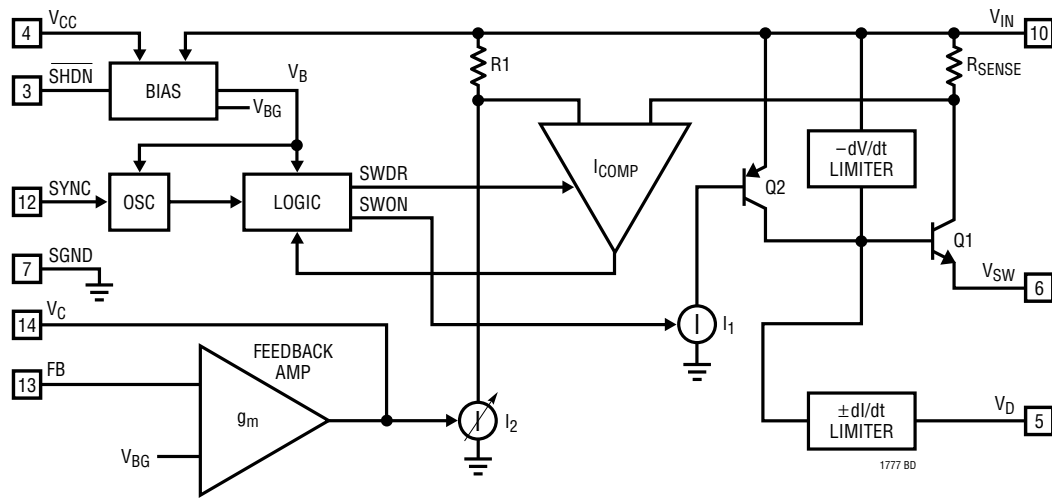 4
VCC
VIN
10
3
SHDN
BIAS
VB
VBG
R1
RSENSE
ICOMP
−dV/dt
LIMITER
12
SYNC
OSC
LOGIC
SWDR
SWON
Q2
Q1
7
SGND
VSW
6
14
VC
I1
13
FB
FEEDBACK
AMP
gm
I2
VBG
±dI/dt
LIMITER
VD
5
1777 BD